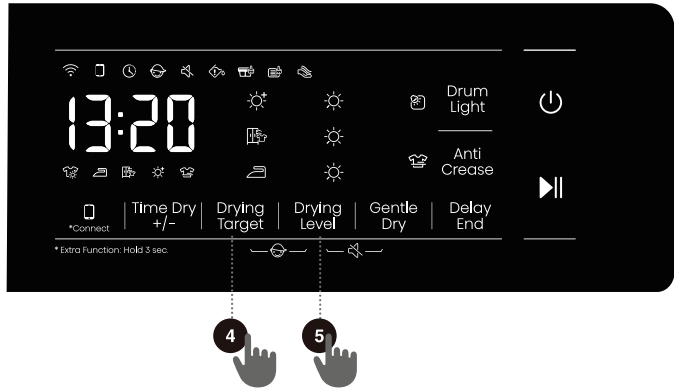 13:20
Drum
Light
Anti
Crease
*Connect
Time Dry
+/-
Drying
Target
Drying
Level
Gentle
Dry
Delay
End
* Extra Function: Hold 3 sec.
4
5